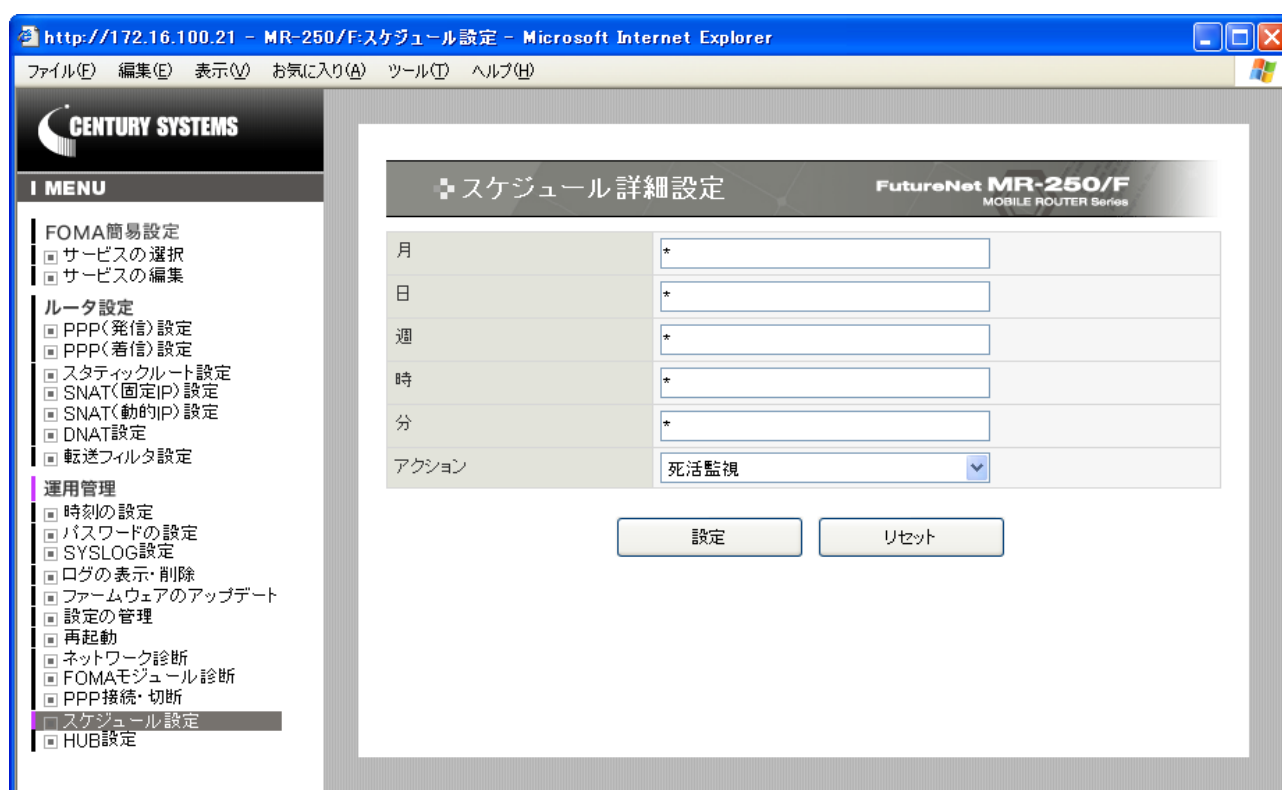 http://172.16.100.21 - MR-250/F:スケジュール設定 - Microsoft Internet Explorer
ファイル(F) 編集(E) 表示(V) お気に入り(A) ツール(T) ヘルプ(H)
CENTURY SYSTEMS
MENU
FOMA簡易設定
サービスの選択
サービスの編集
ルータ設定
PPP(発信)設定
PPP(着信)設定
スタティックルート設定
SNAT(固定IP)設定
SNAT(動的IP)設定
DNAT設定
転送フィルタ設定
運用管理
時刻の設定
パスワードの設定
SYSLOG設定
ログの表示・削除
ファームウェアのアップデート
設定の管理
再起動
ネットワーク診断
FOMAモジュール診断
PPP接続・切断
スケジュール設定
HUB設定
スケジュール詳細設定
FutureNet MR-250/F
MOBILE ROUTER Series
月 *
日 *
週 *
時 *
分 *
アクション 死活監視
設定 リセット